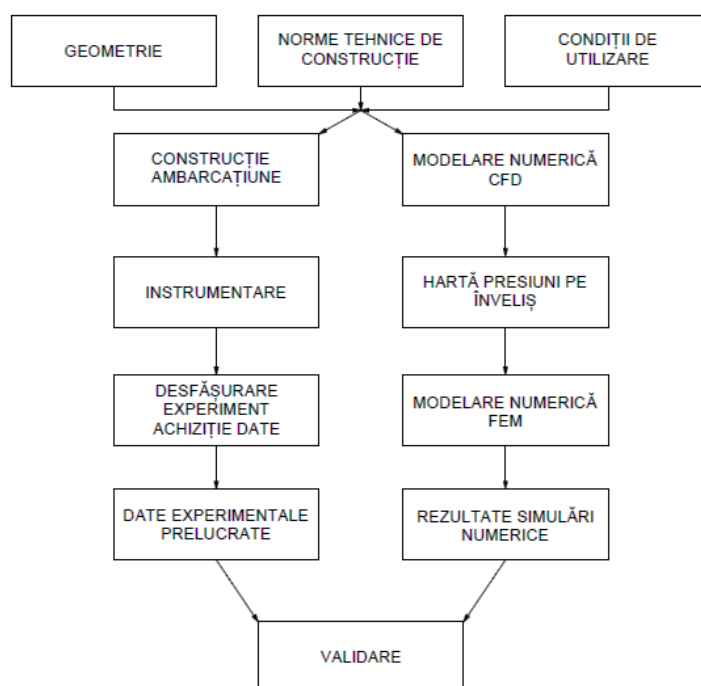 GEOMETRIE
NORME TEHNICE DE
CONSTRUCȚIE
CONDIȚII DE
UTILIZARE
CONSTRUCȚIE
AMBARCAȚIUNE
MODELARE NUMERICĂ
CFD
INSTRUMENTARE
HARTĂ PRESIUNI PE
ÎNVELIȘ
DESFĂȘURARE
EXPERIMENT
ACHIZIȚIE DATE
MODELARE NUMERICĂ
FEM
DATE EXPERIMENTALE
PRELUCRATE
REZULTATE SIMULĂRI
NUMERICE
VALIDARE